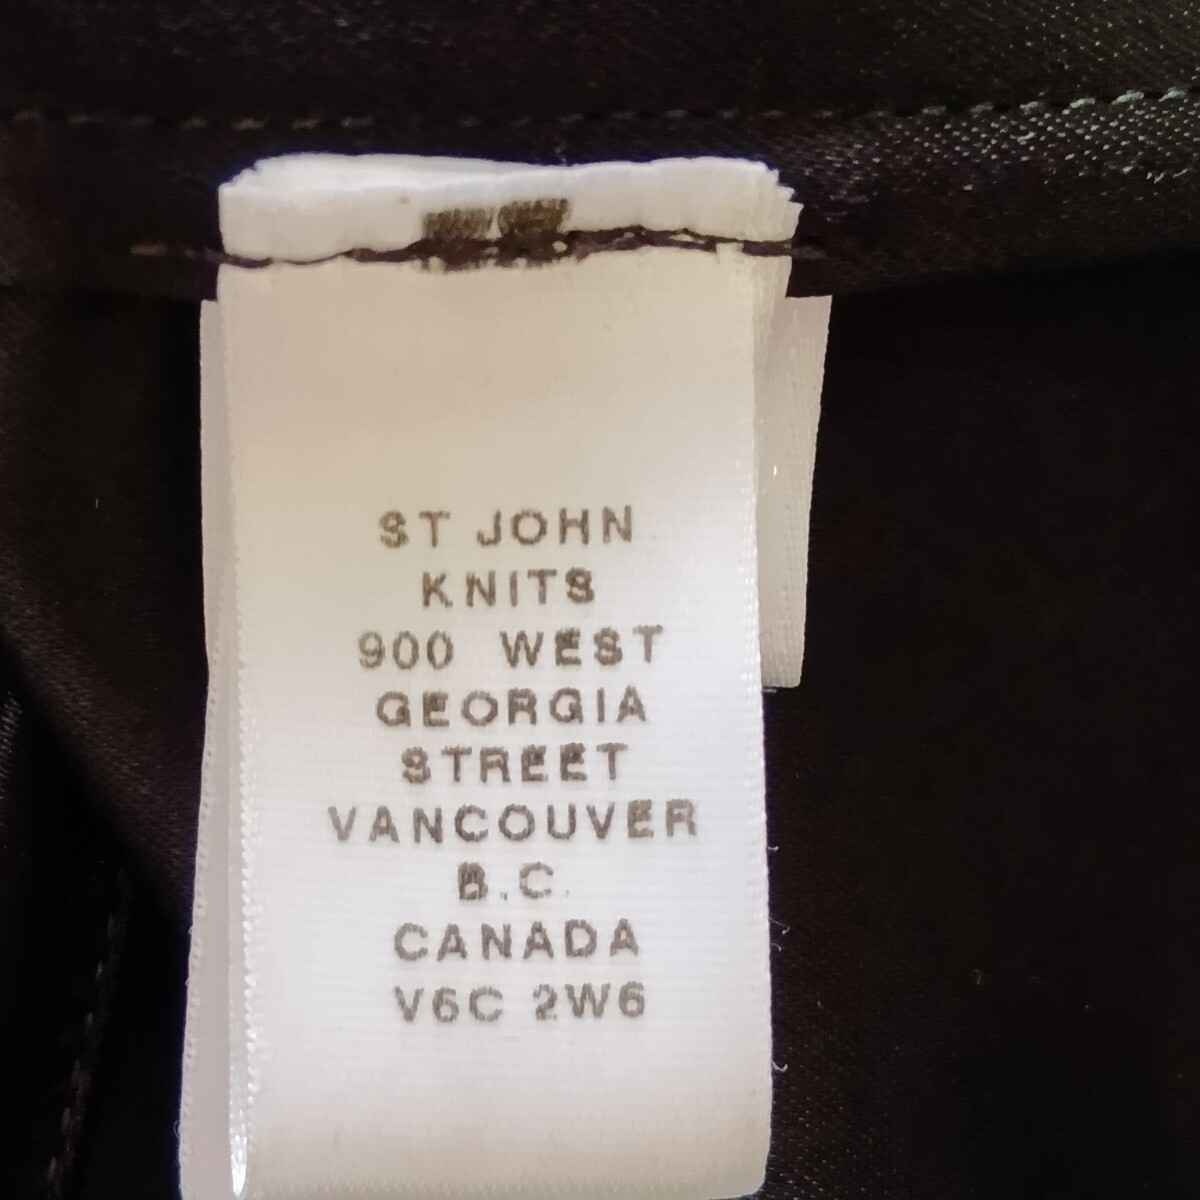 ST JOHN
KNITS
900 WEST
GEORGIA
STREET
VANCOUVER
B.C.
CANADA
V6C 2W6